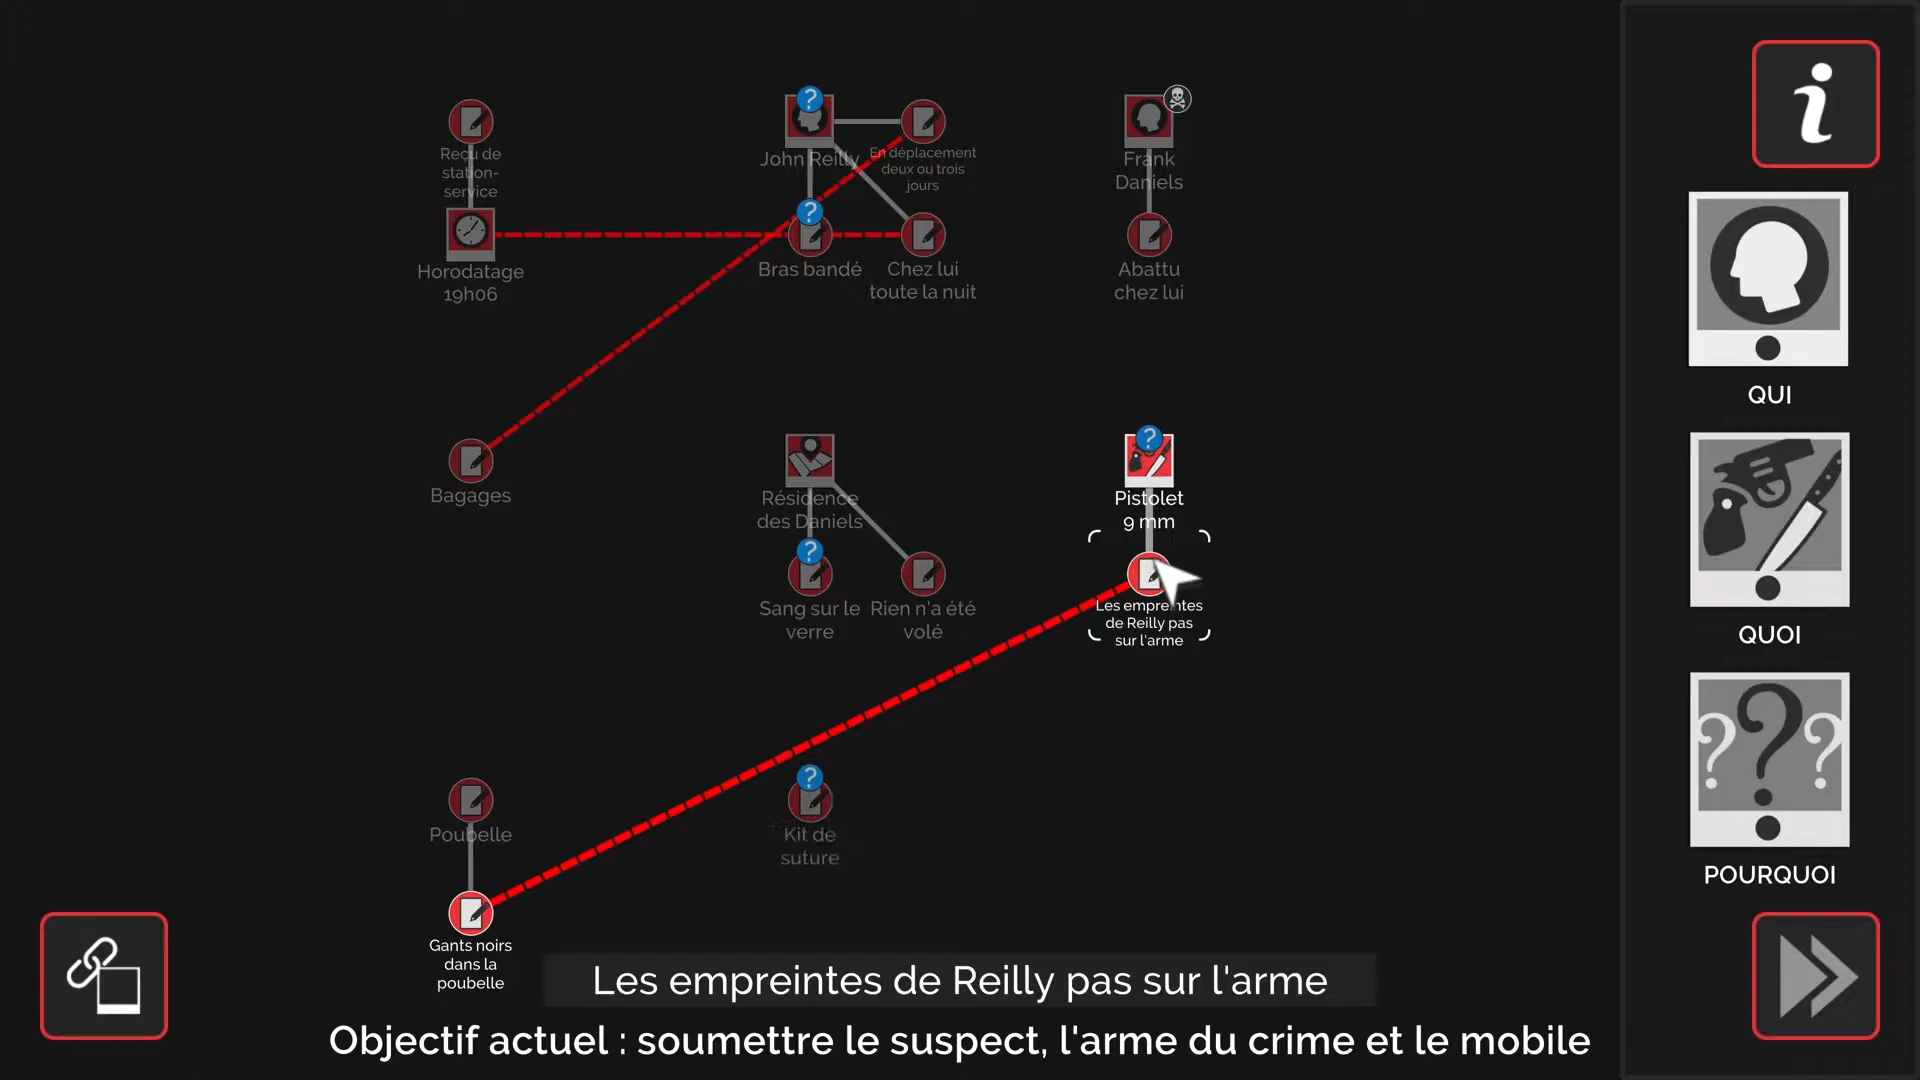 Reçu de
station-
service
Horodatage
19h06
John Reilly
En déplacement
deux ou trois
jours
Bras bandé
Chez lui
toute la nuit
Frank
Daniels
Abattu
chez lui
Bagages
Résidence
des Daniels
Sang sur le
verre
Rien n'a été
volé
Pistolet
9 mm
Les empreintes
de Reilly pas
sur l'arme
Poubelle
Gants noirs
dans la
poubelle
Kit de
suture
QUI
QUOI
POURQUOI
Les empreintes de Reilly pas sur l'arme
Objectif actuel : soumettre le suspect, l'arme du crime et le mobile